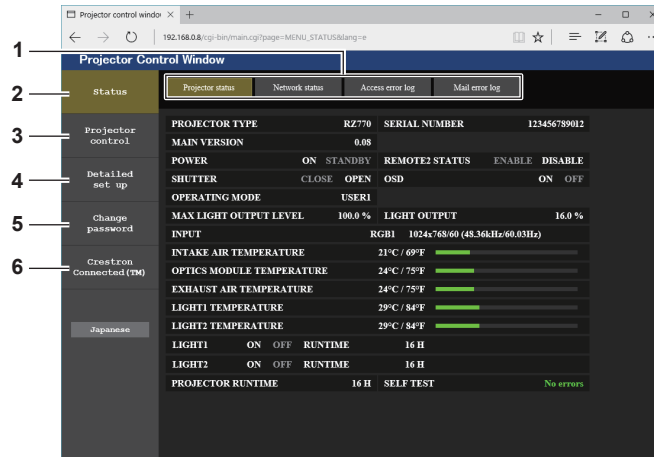 Projector control window
192.168.0.8/cgi-bin/main.cgi?page=MENU_STATUS&lang=e
Projector Control Window
1
2
Status
Projector status
Network status
Access error log
Mail error log
3
Projector control
4
Detailed set up
5
Change password
6
Crestron Connected(TM)
Japanese
PROJECTOR TYPE RZ770 SERIAL NUMBER 123456789012
MAIN VERSION 0.08
POWER ON STANDBY REMOTE2 STATUS ENABLE DISABLE
SHUTTER CLOSE OPEN OSD ON OFF
OPERATING MODE USER1
MAX LIGHT OUTPUT LEVEL 100.0 % LIGHT OUTPUT 16.0 %
INPUT RGB1 1024x768/60 (48.36kHz/60.03Hz)
INTAKE AIR TEMPERATURE 21°C / 69°F
OPTICS MODULE TEMPERATURE 24°C / 75°F
EXHAUST AIR TEMPERATURE 24°C / 75°F
LIGHT1 TEMPERATURE 29°C / 84°F
LIGHT2 TEMPERATURE 29°C / 84°F
LIGHT1 ON OFF RUNTIME 16 H
LIGHT2 ON OFF RUNTIME 16 H
PROJECTOR RUNTIME 16 H SELF TEST No errors